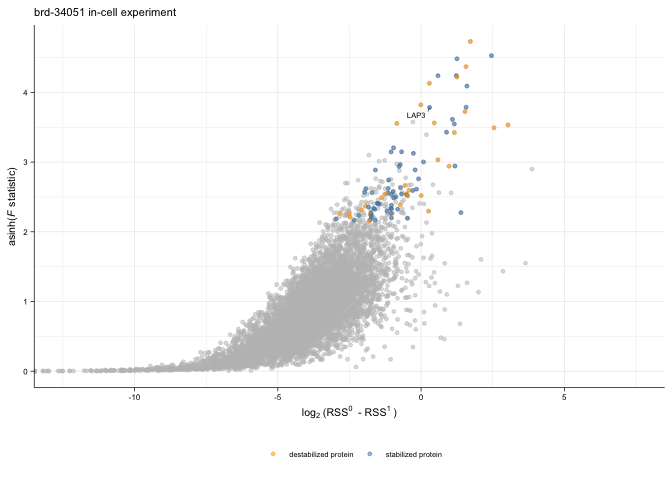 brd-34051 in-cell experiment
asinh(F statistic)
4
3
2
1
0
LAP3
-10
-5
0
5
log₂ (RSS⁰ - RSS¹)
destabilized protein
stabilized protein